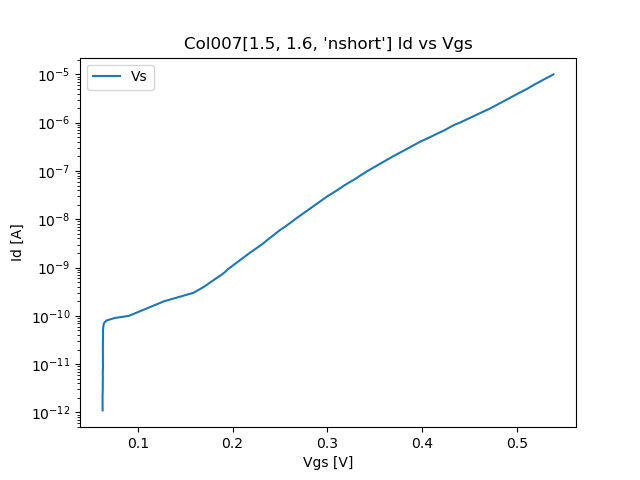 Col007[1.5, 1.6, 'nshort'] Id vs Vgs
Vs
10⁻⁵
10⁻⁶
10⁻⁷
10⁻⁸
10⁻⁹
10⁻¹⁰
10⁻¹¹
10⁻¹²
Id [A]
0.1 0.2 0.3 0.4 0.5
Vgs [V]